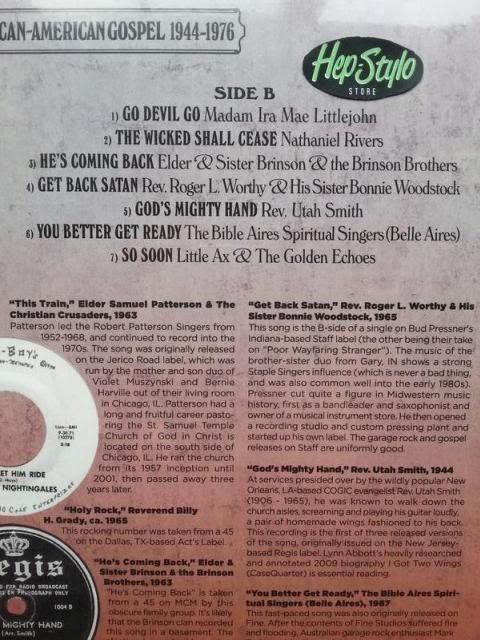 CAN-AMERICAN GOSPEL 1944-1976
Hep-Stylo
STORE
SIDE B
1) GO DEVIL GO Madam Ira Mae Littlejohn
2) THE WICKED SHALL CEASE Nathaniel Rivers
3) HE'S COMING BACK Elder & Sister Brinson & the Brinson Brothers
4) GET BACK SATAN Rev. Roger L. Worthy & His Sister Bonnie Woodstock
5) GOD'S MIGHTY HAND Rev. Utah Smith
6) YOU BETTER GET READY The Bible Aires Spiritual Singers (Belle Aires)
7) SO SOON Little Ax & The Golden Echoes
"This Train," Elder Samuel Patterson & The
Christian Crusaders, 1963
Patterson led the Robert Patterson Singers from
1952-1968, and continued to record into the
1970s. The song was originally released
on the Jerico Road label, which was
run by the mother and son duo of
Violet Muszynski and Bernie
Harville out of their living room
in Chicago, IL. Patterson had a
long and fruitful career pasto-
ring the St. Samuel Temple
Church of God in Christ is
located on the south side of
Chicago, IL. He ran the church
from its 1957 inception until
2001, then passed away three
years later.
"Holy Rock," Reverend Billy
H. Grady, ca. 1965
This rocking number was taken from a 45
on the Dallas, TX-based Act's Label.
"He's Coming Back," Elder &
Sister Brinson & the Brinson
Brothers, 1963
"He's Coming Back" is taken
from a 45 on MCM by this
obscure family group. It's likely
that the Brinson clan recorded
this song in a basement. The
"Get Back Satan," Rev. Roger L. Worthy & His
Sister Bonnie Woodstock, 1965
This song is the B-side of a single on Bud Pressner's
Indiana-based Staff label (the other being their take
on "Poor Wayfaring Stranger"). The music of the
brother-sister duo from Gary, IN shows a strong
Staple Singers influence (which is never a bad thing,
and was also common well into the early 1980s).
Pressner cut quite a figure in Midwestern music
history, first as a bandleader and saxophonist and
owner of a musical instrument store. He then opened
a recording studio and custom pressing plant and
started up his own label. The garage rock and gospel
releases on Staff are uniformly good.
"God's Mighty Hand," Rev. Utah Smith, 1944
At services presided over by the wildly popular New
Orleans, LA-based COGIC evangelist Rev. Utah Smith
(1906 - 1965), he was known to walk down the
church aisles, screaming and playing his guitar loudly,
a pair of homemade wings fashioned to his back.
This recording is the first of three released versions
of the song, originally issued on the New Jersey-
based Regis label. Lynn Abbott's heavily researched
and annotated 2009 biography I Got Two Wings
(CaseQuarter) is essential reading.
"You Better Get Ready," The Bible Aires Spiri-
tual Singers (Belle Aires), 1967
This fast-paced song was also originally released on
Fine. After the contents of Fine Studios suffered fire
and flooding, Australian garage rock enthusiast Mark
ET HIM RIDE
NIGHTINGALES
egis
1004 B
MIGHTY HAND
(Arr. Smith)